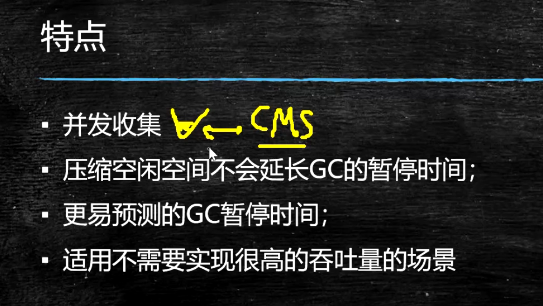 特点
▪ 并发收集 CMS
▪ 压缩空闲空间不会延长GC的暂停时间；
▪ 更易预测的GC暂停时间；
▪ 适用不需要实现很高的吞吐量的场景